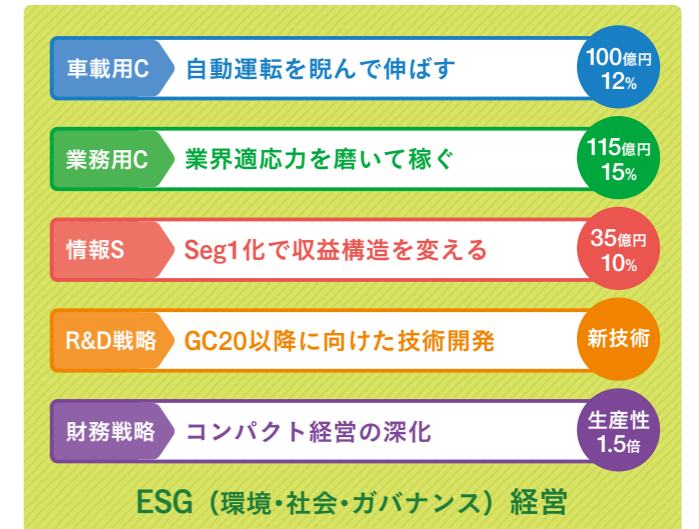 車載用C 自動運転を睨んで伸ばす 100億円
12%
業務用C 業界適応力を磨いて稼ぐ 115億円
15%
情報S Seg1化で収益構造を変える 35億円
10%
R&D戦略 GC20以降に向けた技術開発 新技術
財務戦略 コンパクト経営の深化 生産性
1.5倍
ESG（環境・社会・ガバナンス）経営